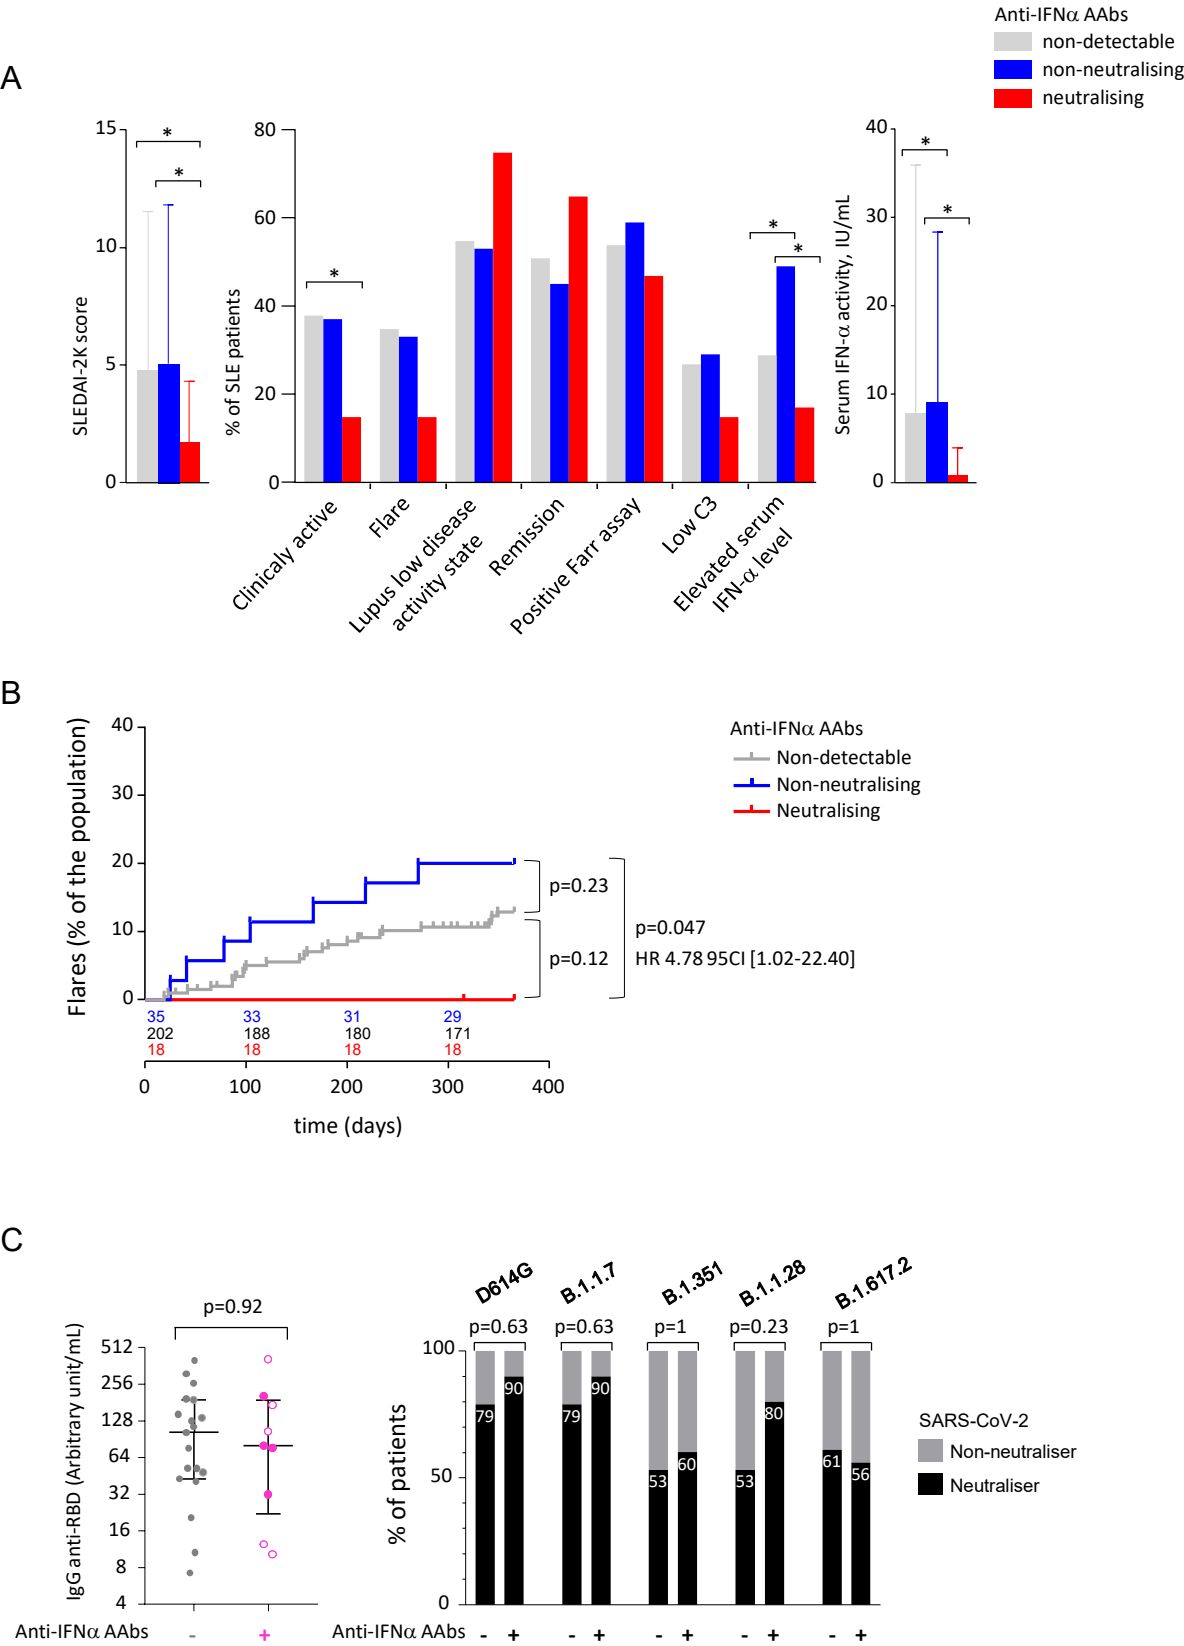 Anti-IFNα AAbs
non-detectable
non-neutralising
neutralising
A
SLEDAI-2K score
15
10
5
0
*
*
% of SLE patients
80
60
40
20
0
*
*
*
Clinicaly active
Flare
Lupus low disease
activity state
Remission
Positive Farr assay
Low C3
Elevated serum
IFN-α level
Serum IFN-α activity, IU/mL
40
30
20
10
0
*
*
B
Flares (% of the population)
40
30
20
10
0
Anti-IFNα AAbs
Non-detectable
Non-neutralising
Neutralising
p=0.23
p=0.12
p=0.047
HR 4.78 95CI [1.02-22.40]
35 33 31 29
202 188 180 171
18 18 18 18
0 100 200 300 400
time (days)
C
IgG anti-RBD (Arbitrary unit/mL)
p=0.92
512
256
128
64
32
16
8
4
Anti-IFNα AAbs - +
D614G B.1.1.7 B.1.351 B.1.1.28 B.1.617.2
p=0.63 p=0.63 p=1 p=0.23 p=1
% of patients
100
50
0
79 90 79 90 53 60 53 80 61 56
Anti-IFNα AAbs - + - + - + - + - +
SARS-CoV-2
Non-neutraliser
Neutraliser